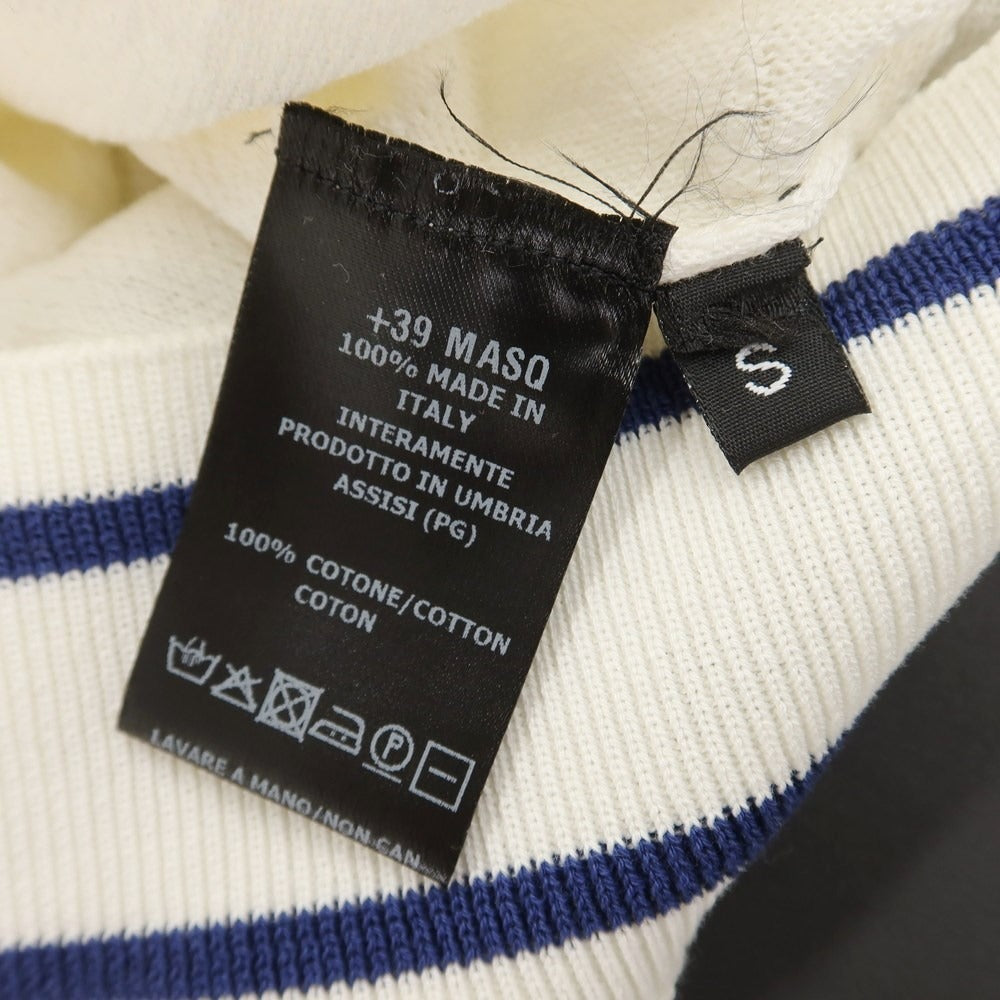 +39 MASQ
100% MADE IN
ITALY
INTERAMENTE
PRODOTTO IN UMBRIA
ASSISI (PG)
100% COTONE/COTTON
COTON
P
LAVARE A MANO/NON CAN
S